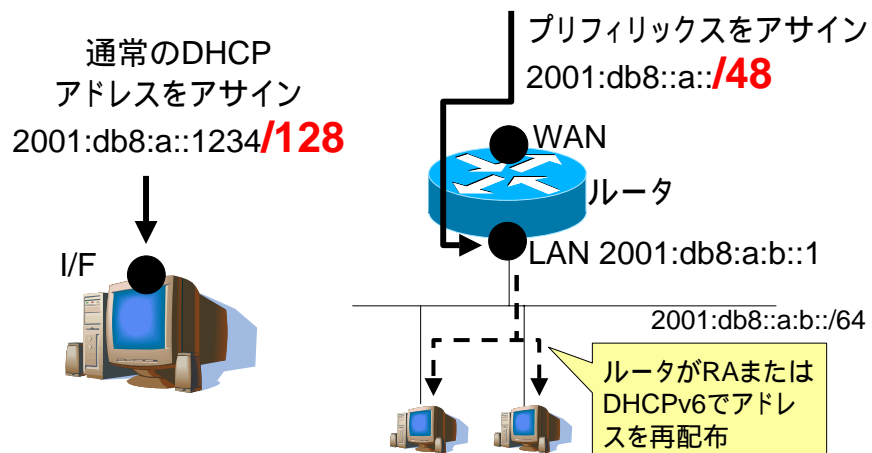 通常のDHCP
アドレスをアサイン
2001:db8:a::1234/128
I/F
プリフィリックスをアサイン
2001:db8::a::/48
WAN
ルータ
LAN 2001:db8:a:b::1
2001:db8::a:b::/64
ルータがRAまたは
DHCPv6でアドレ
スを再配布